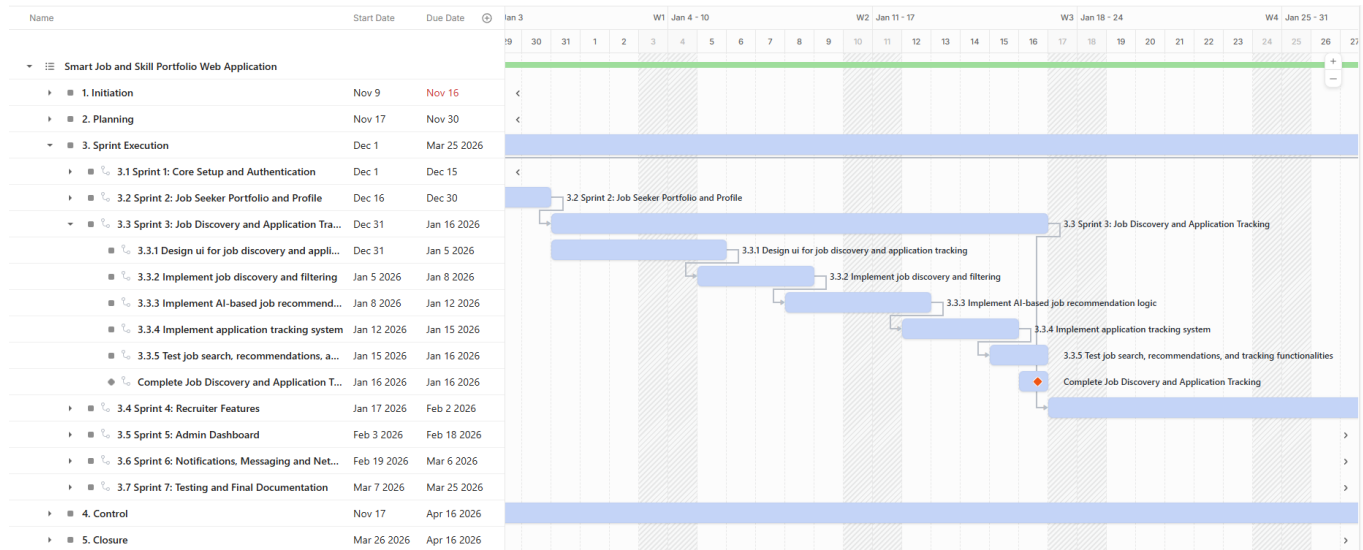 Name Start Date Due Date Jan 3 W1 Jan 4 - 10 W2 Jan 11 - 17 W3 Jan 18 - 24 W4 Jan 25 - 31
29 30 31 1 2 3 4 5 6 7 8 9 10 11 12 13 14 15 16 17 18 19 20 21 22 23 24 25 26 27
Smart Job and Skill Portfolio Web Application
1. Initiation Nov 9 Nov 16
2. Planning Nov 17 Nov 30
3. Sprint Execution Dec 1 Mar 25 2026
3.1 Sprint 1: Core Setup and Authentication Dec 1 Dec 15
3.2 Sprint 2: Job Seeker Portfolio and Profile Dec 16 Dec 30 3.2 Sprint 2: Job Seeker Portfolio and Profile
3.3 Sprint 3: Job Discovery and Application Tra... Dec 31 Jan 16 2026 3.3 Sprint 3: Job Discovery and Application Tracking
3.3.1 Design ui for job discovery and appli... Dec 31 Jan 5 2026 3.3.1 Design ui for job discovery and application tracking
3.3.2 Implement job discovery and filtering Jan 5 2026 Jan 8 2026 3.3.2 Implement job discovery and filtering
3.3.3 Implement AI-based job recommend... Jan 8 2026 Jan 12 2026 3.3.3 Implement AI-based job recommendation logic
3.3.4 Implement application tracking system Jan 12 2026 Jan 15 2026 3.3.4 Implement application tracking system
3.3.5 Test job search, recommendations, a... Jan 15 2026 Jan 16 2026 3.3.5 Test job search, recommendations, and tracking functionalities
Complete Job Discovery and Application T... Jan 16 2026 Jan 16 2026 Complete Job Discovery and Application Tracking
3.4 Sprint 4: Recruiter Features Jan 17 2026 Feb 2 2026
3.5 Sprint 5: Admin Dashboard Feb 3 2026 Feb 18 2026
3.6 Sprint 6: Notifications, Messaging and Net... Feb 19 2026 Mar 6 2026
3.7 Sprint 7: Testing and Final Documentation Mar 7 2026 Mar 25 2026
4. Control Nov 17 Apr 16 2026
5. Closure Mar 26 2026 Apr 16 2026